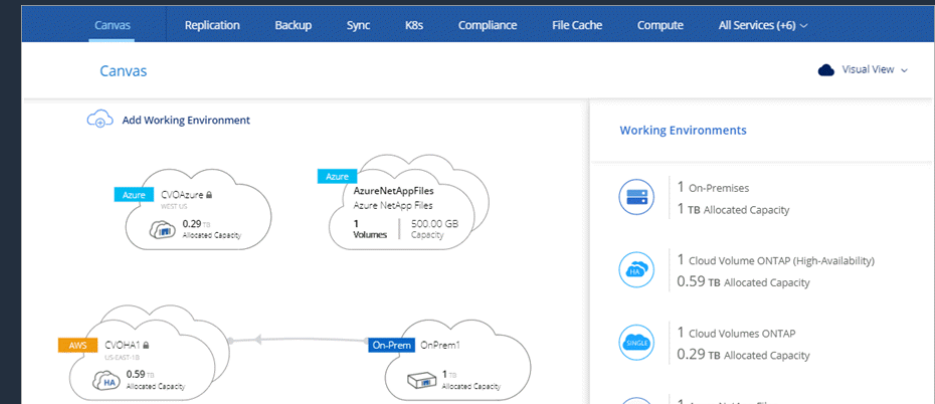 Canvas Replication Backup Sync K8s Compliance File Cache Compute All Services (+6)
Canvas
Visual View
Add Working Environment
Azure
CVOAzure
WEST US
0.29 TB
Allocated Capacity
Azure
AzureNetAppFiles
Azure NetApp Files
1 500.00 GB
Volumes Capacity
AWS
CVOHA1
HA
0.59 TB
Allocated Capacity
On-Prem
OnPrem1
1 TB
Allocated Capacity
Working Environments
1 On-Premises
1 TB Allocated Capacity
HA
1 Cloud Volume ONTAP (High-Availability)
0.59 TB Allocated Capacity
SINGLE
1 Cloud Volumes ONTAP
0.29 TB Allocated Capacity